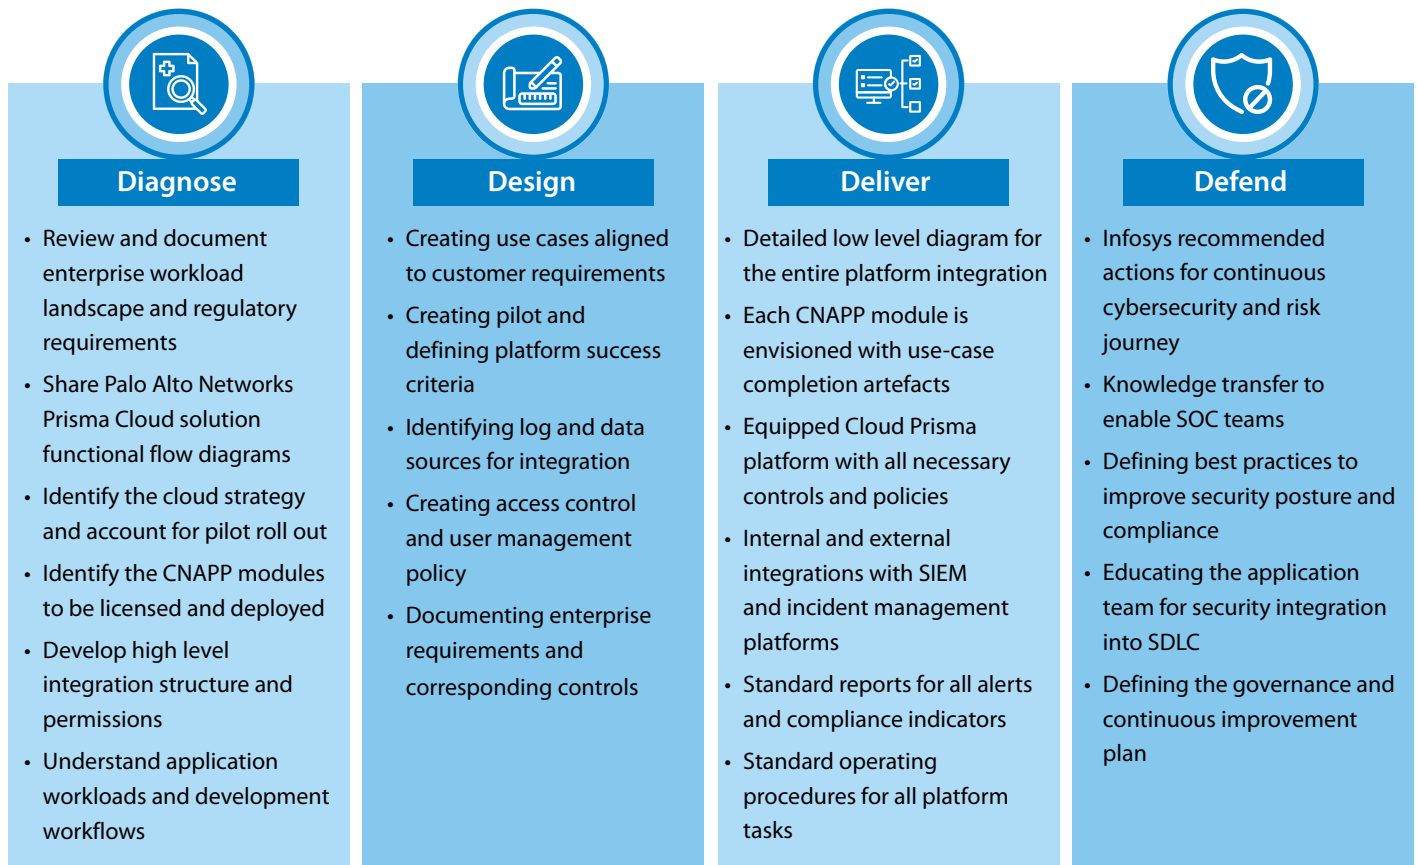 Diagnose
• Review and document
enterprise workload
landscape and regulatory
requirements
• Share Palo Alto Networks
Prisma Cloud solution
functional flow diagrams
• Identify the cloud strategy
and account for pilot roll out
• Identify the CNAPP modules
to be licensed and deployed
• Develop high level
integration structure and
permissions
• Understand application
workloads and development
workflows
Design
• Creating use cases aligned
to customer requirements
• Creating pilot and
defining platform success
criteria
• Identifying log and data
sources for integration
• Creating access control
and user management
policy
• Documenting enterprise
requirements and
corresponding controls
Deliver
• Detailed low level diagram for
the entire platform integration
• Each CNAPP module is
envisioned with use-case
completion artefacts
• Equipped Cloud Prisma
platform with all necessary
controls and policies
• Internal and external
integrations with SIEM
and incident management
platforms
• Standard reports for all alerts
and compliance indicators
• Standard operating
procedures for all platform
tasks
Defend
• Infosys recommended
actions for continuous
cybersecurity and risk
journey
• Knowledge transfer to
enable SOC teams
• Defining best practices to
improve security posture and
compliance
• Educating the application
team for security integration
into SDLC
• Defining the governance and
continuous improvement
plan